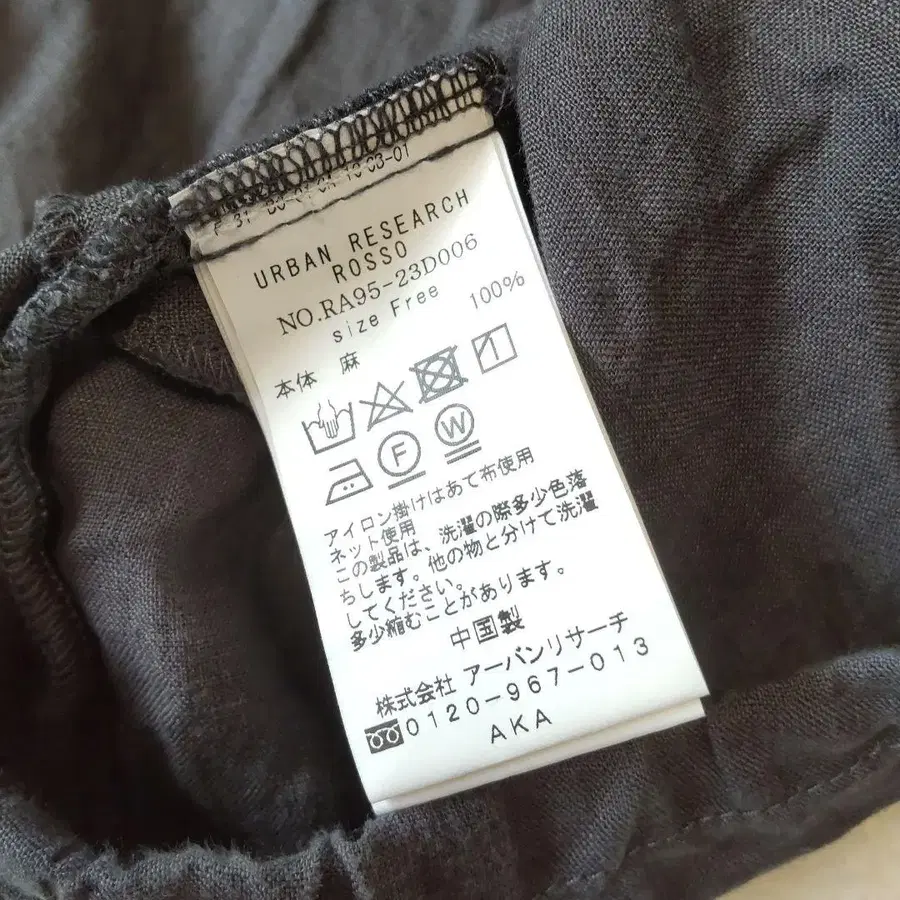 URBAN RESEARCH
ROSSO
NO.RA95-23D006
size Free
本体 麻 100%
F
W
アイロン掛けはあて布使用
ネット使用
この製品は、洗濯の際多少色落
ちします。他の物と分けて洗濯
してください。
多少縮むことがあります。
中国製
株式会社 アーバンリサーチ
0120-967-013
AKA